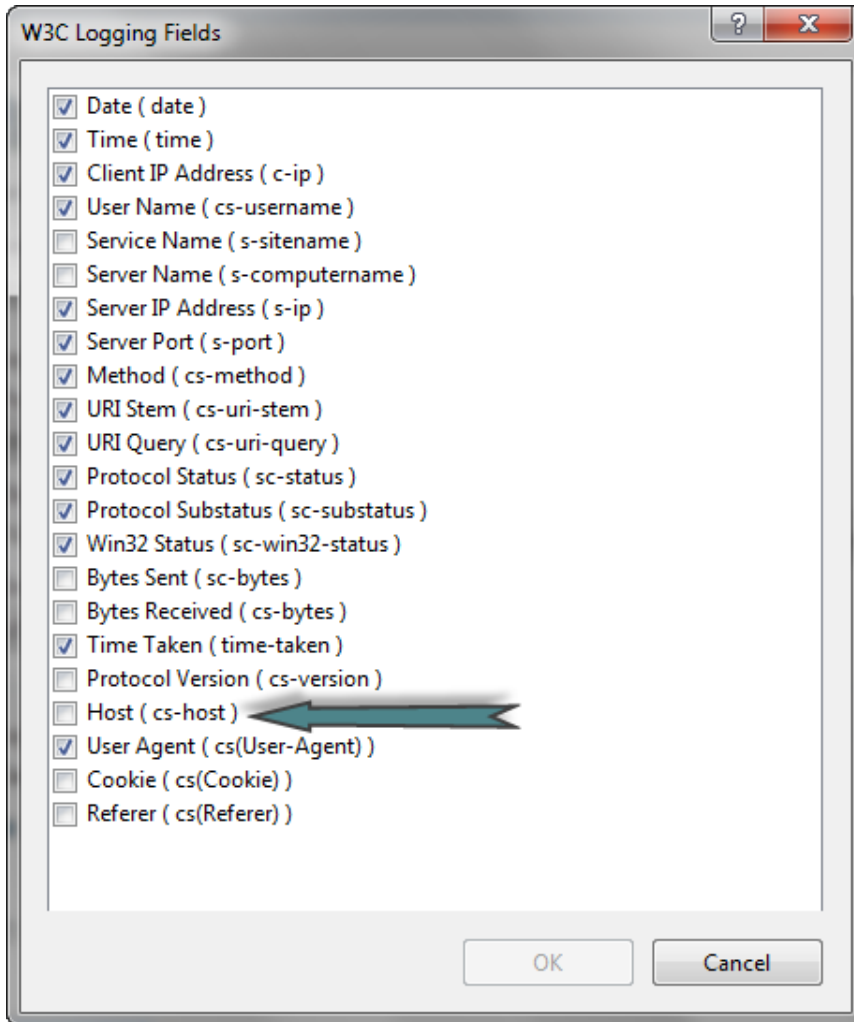 W3C Logging Fields
Date ( date )
Time ( time )
Client IP Address ( c-ip )
User Name ( cs-username )
Service Name ( s-sitename )
Server Name ( s-computername )
Server IP Address ( s-ip )
Server Port ( s-port )
Method ( cs-method )
URI Stem ( cs-uri-stem )
URI Query ( cs-uri-query )
Protocol Status ( sc-status )
Protocol Substatus ( sc-substatus )
Win32 Status ( sc-win32-status )
Bytes Sent ( sc-bytes )
Bytes Received ( cs-bytes )
Time Taken ( time-taken )
Protocol Version ( cs-version )
Host ( cs-host )
User Agent ( cs(User-Agent) )
Cookie ( cs(Cookie) )
Referer ( cs(Referer) )
OK Cancel